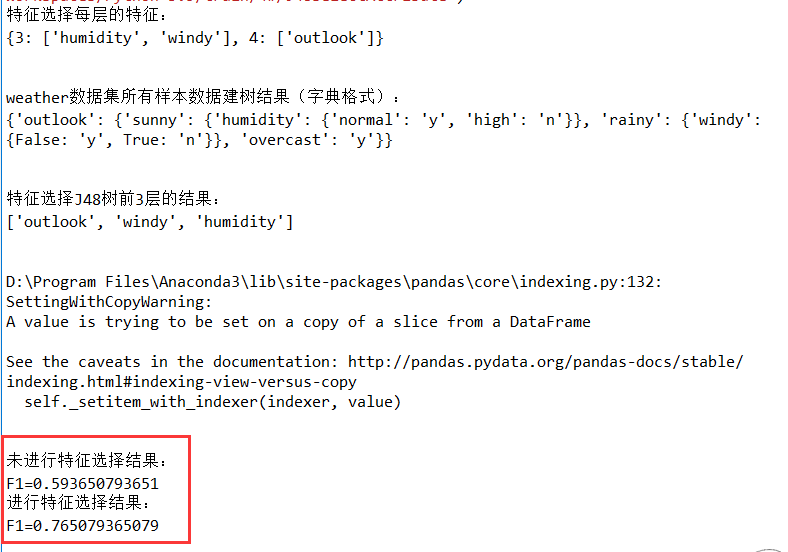 特征选择每层的特征:
{3: ['humidity', 'windy'], 4: ['outlook']}
weather数据集所有样本数据建树结果（字典格式）:
{'outlook': {'sunny': {'humidity': {'normal': 'y', 'high': 'n'}}, 'rainy': {'windy':
{False: 'y', True: 'n'}}, 'overcast': 'y'}}
特征选择J48树前3层的结果:
['outlook', 'windy', 'humidity']
D:\Program Files\Anaconda3\lib\site-packages\pandas\core\indexing.py:132:
SettingWithCopyWarning:
A value is trying to be set on a copy of a slice from a DataFrame
See the caveats in the documentation: http://pandas.pydata.org/pandas-docs/stable/
indexing.html#indexing-view-versus-copy
self._setitem_with_indexer(indexer, value)
未进行特征选择结果:
F1=0.593650793651
进行特征选择结果:
F1=0.765079365079